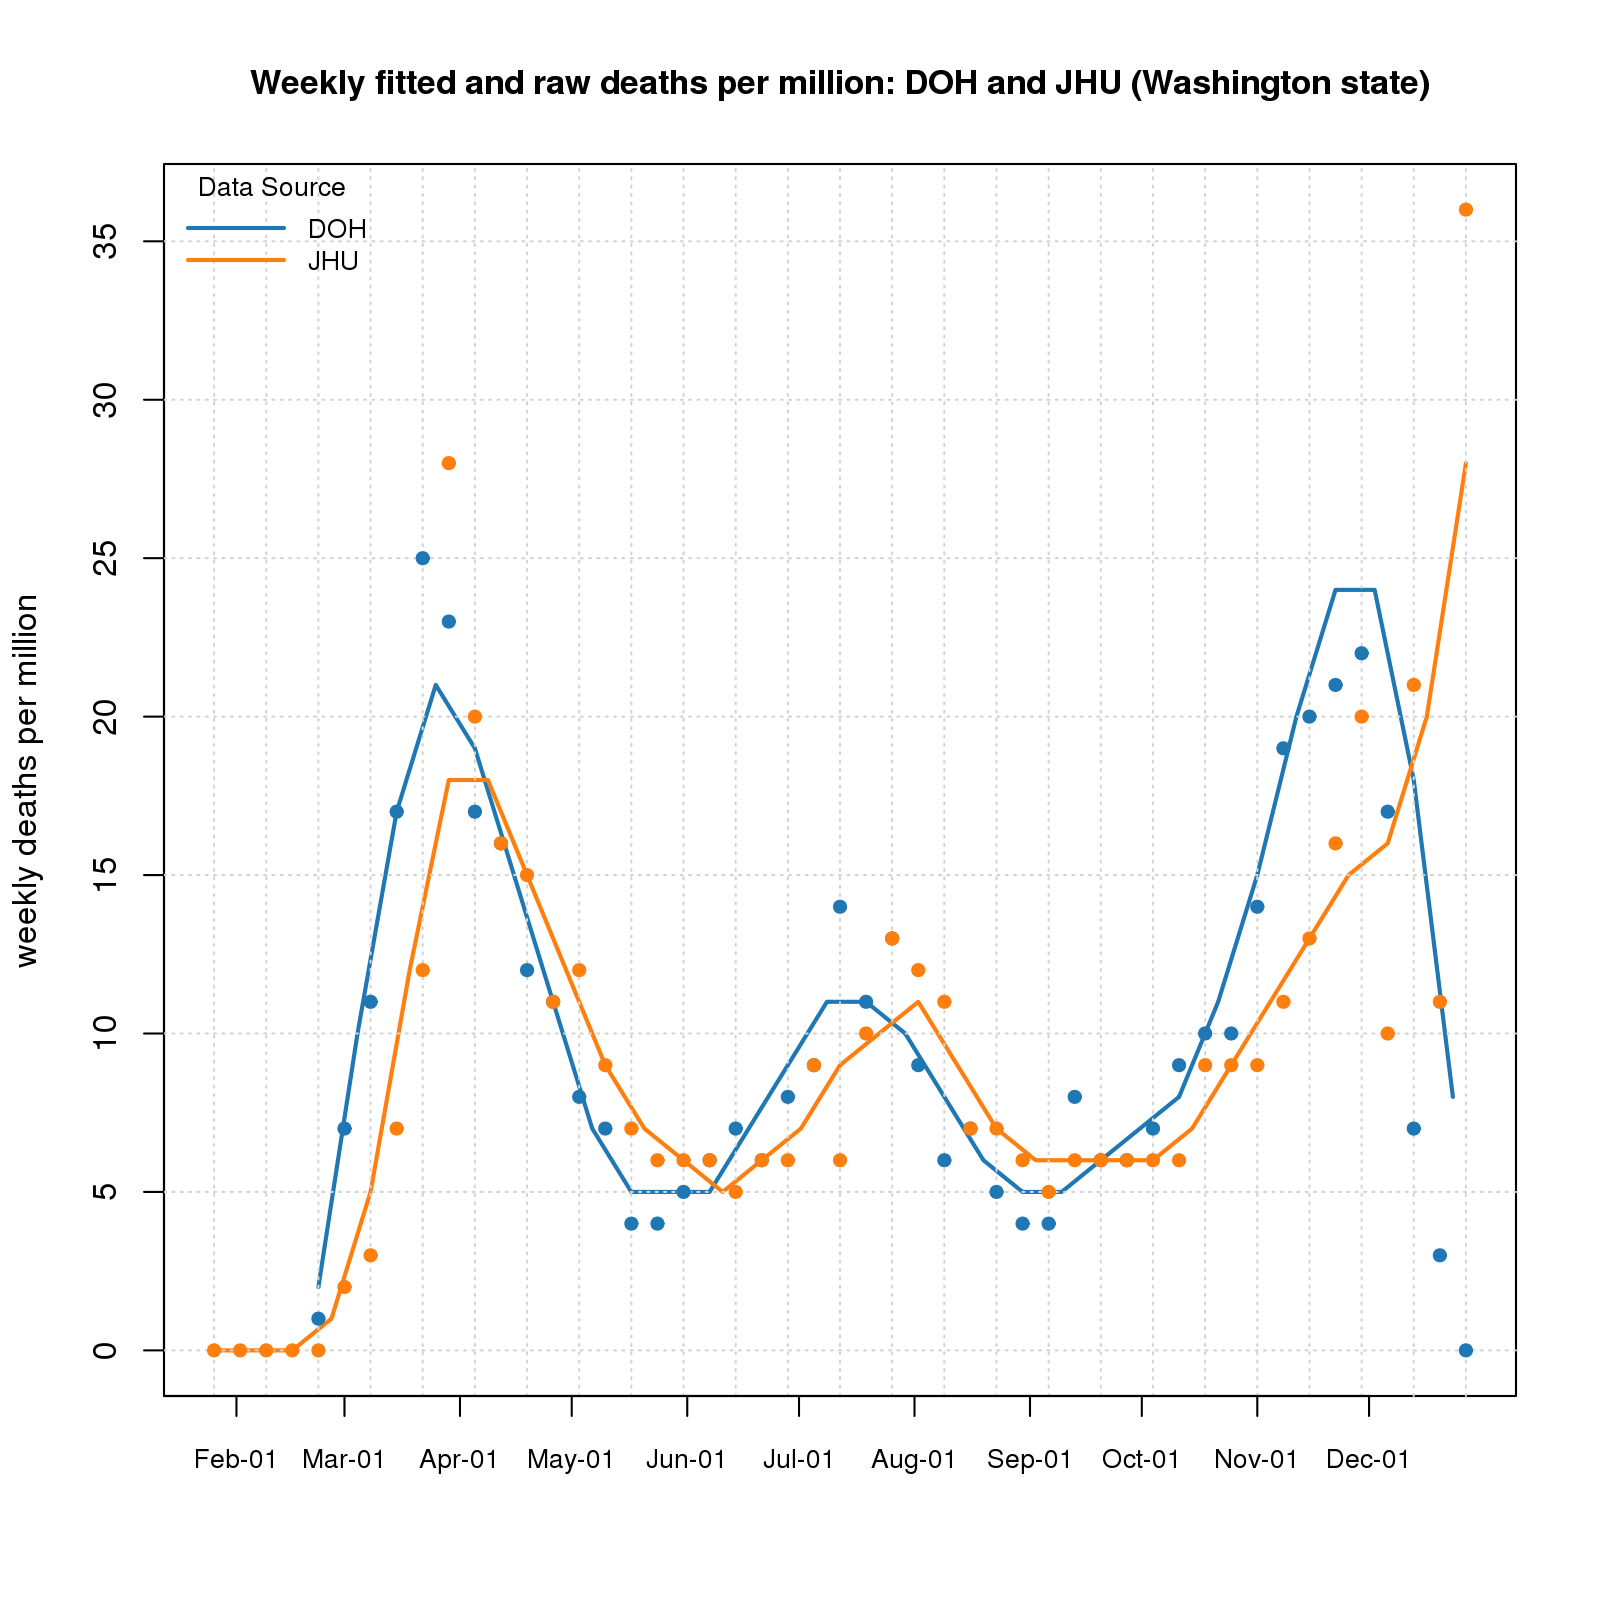 Weekly fitted and raw deaths per million: DOH and JHU (Washington state)
Data Source
DOH
JHU
weekly deaths per million
35
30
25
20
15
10
5
0
Feb-01 Mar-01 Apr-01 May-01 Jun-01 Jul-01 Aug-01 Sep-01 Oct-01 Nov-01 Dec-01